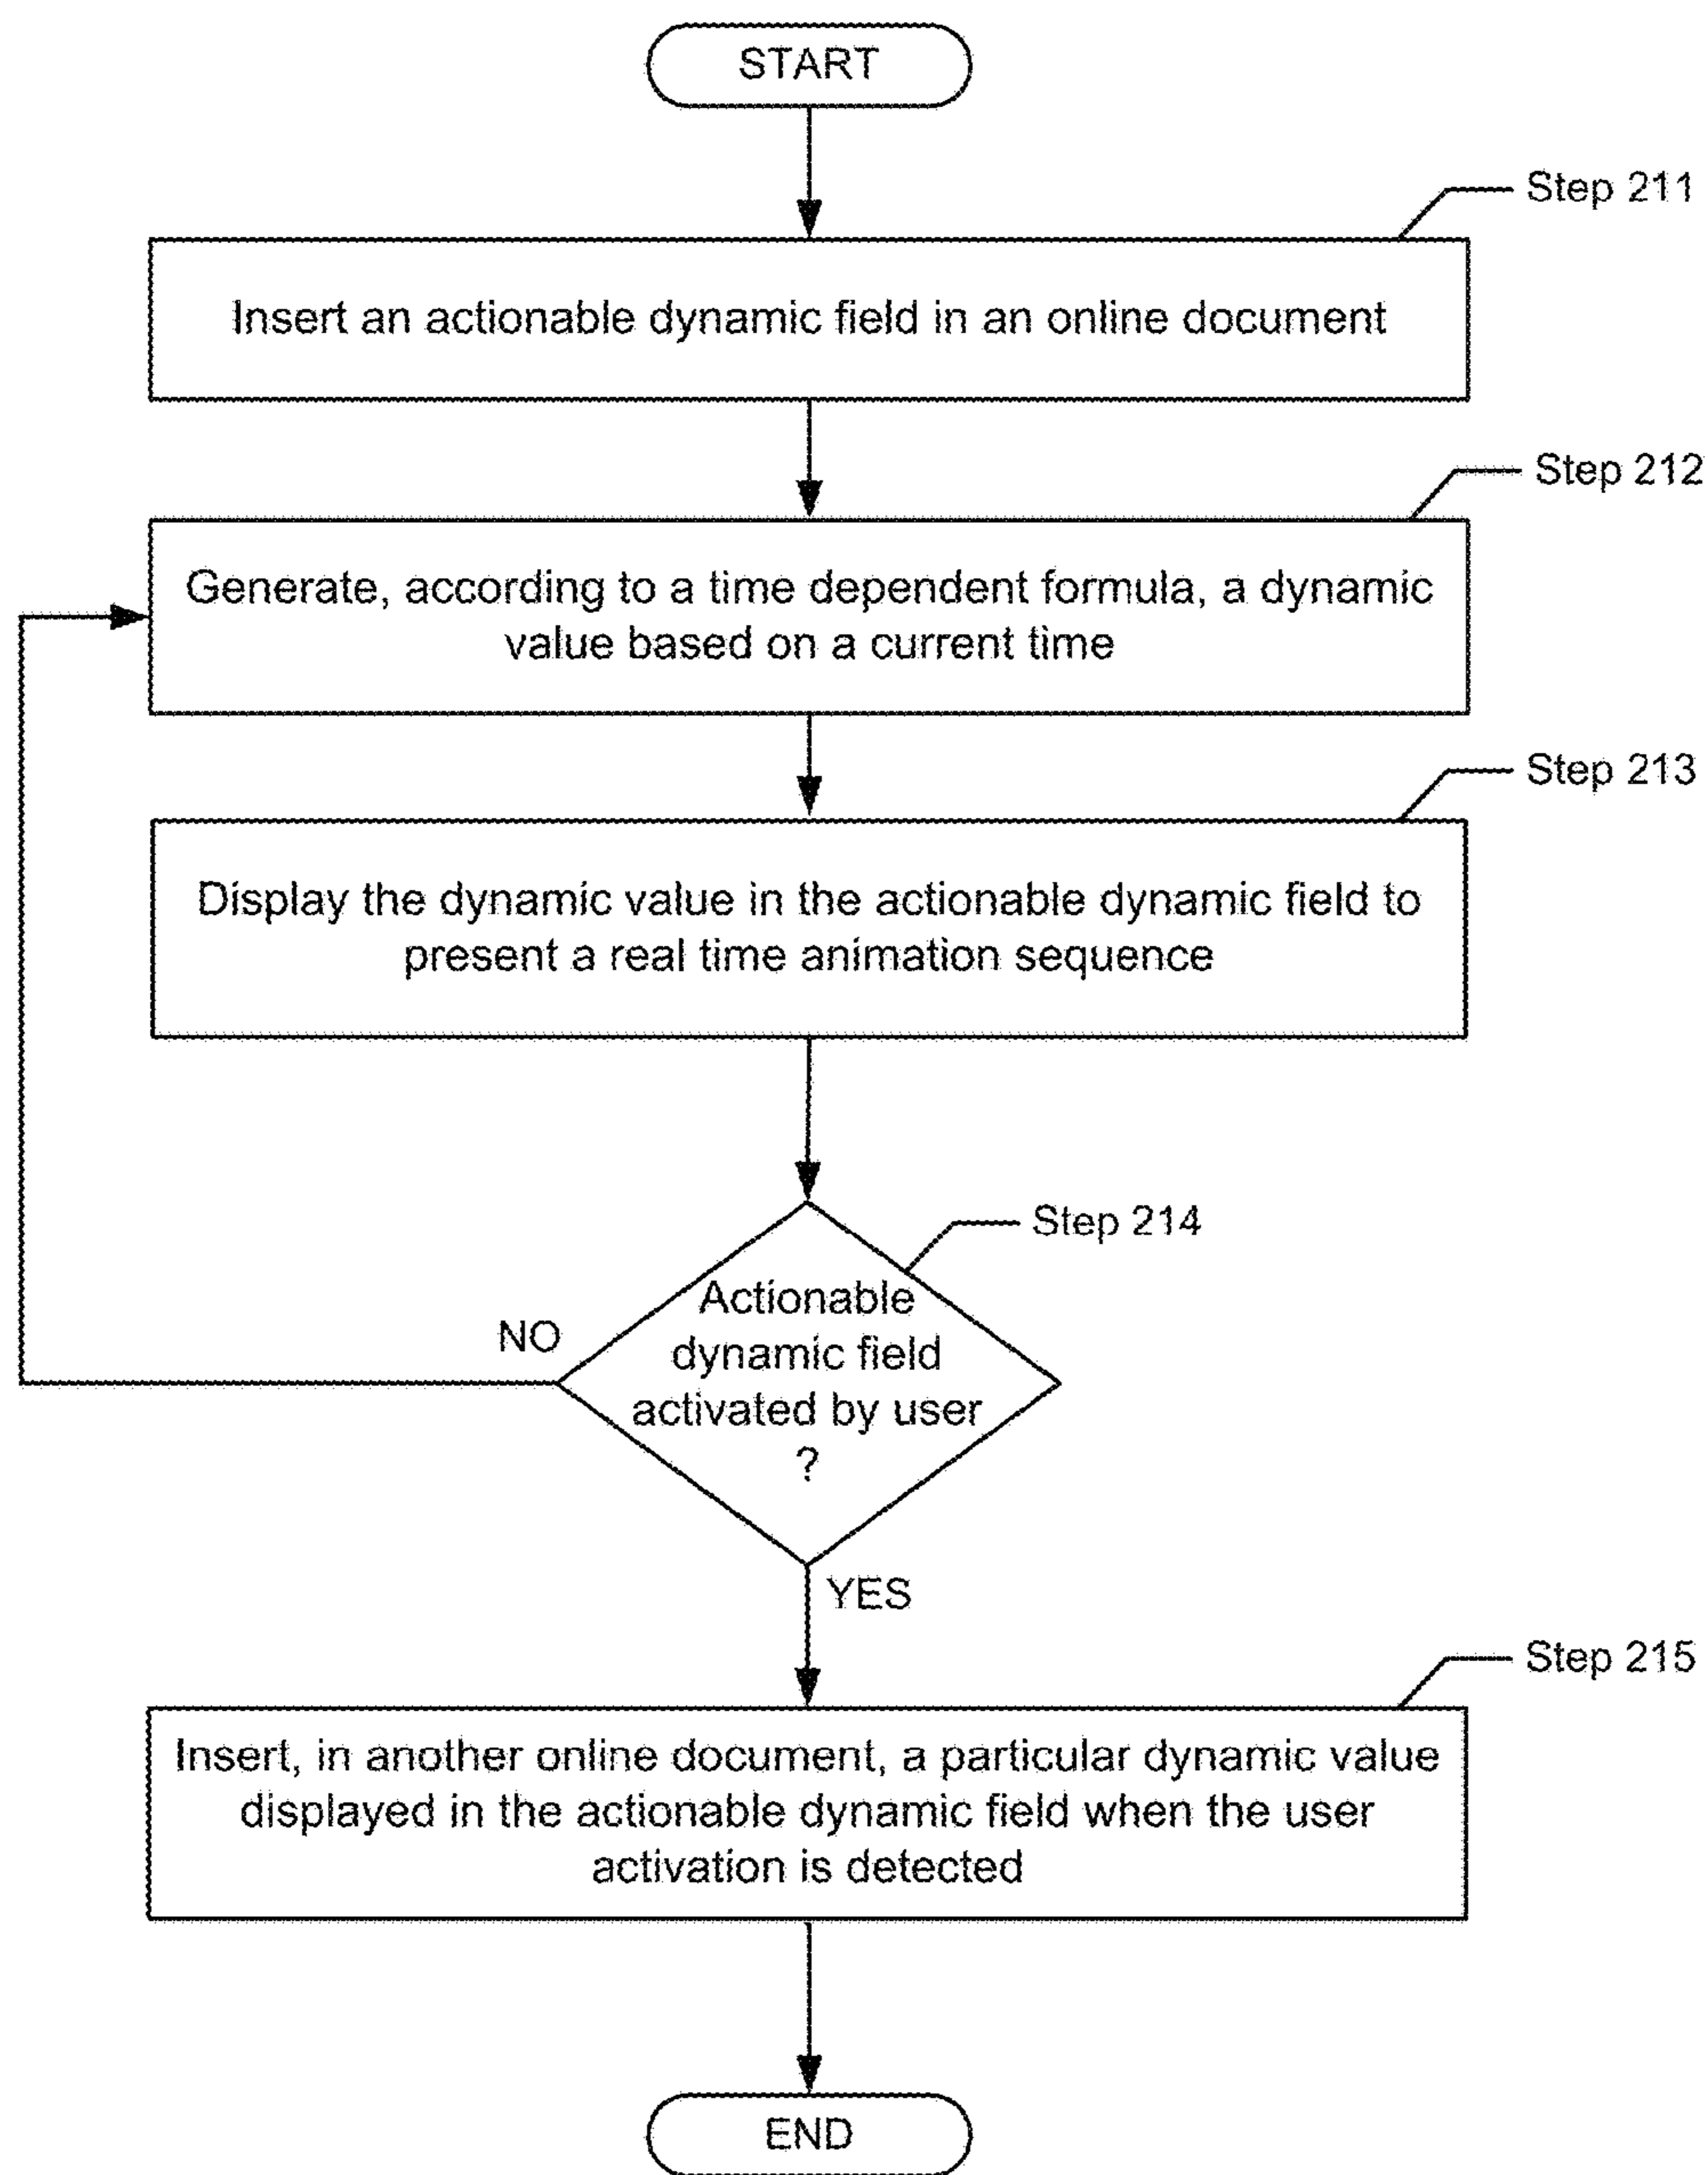 START
Step 211
Insert an actionable dynamic field in an online document
Step 212
Generate, according to a time dependent formula, a dynamic
value based on a current time
Step 213
Display the dynamic value in the actionable dynamic field to
present a real time animation sequence
Step 214
Actionable
dynamic field
activated by user
?
NO
YES
Step 215
Insert, in another online document, a particular dynamic value
displayed in the actionable dynamic field when the user
activation is detected
END